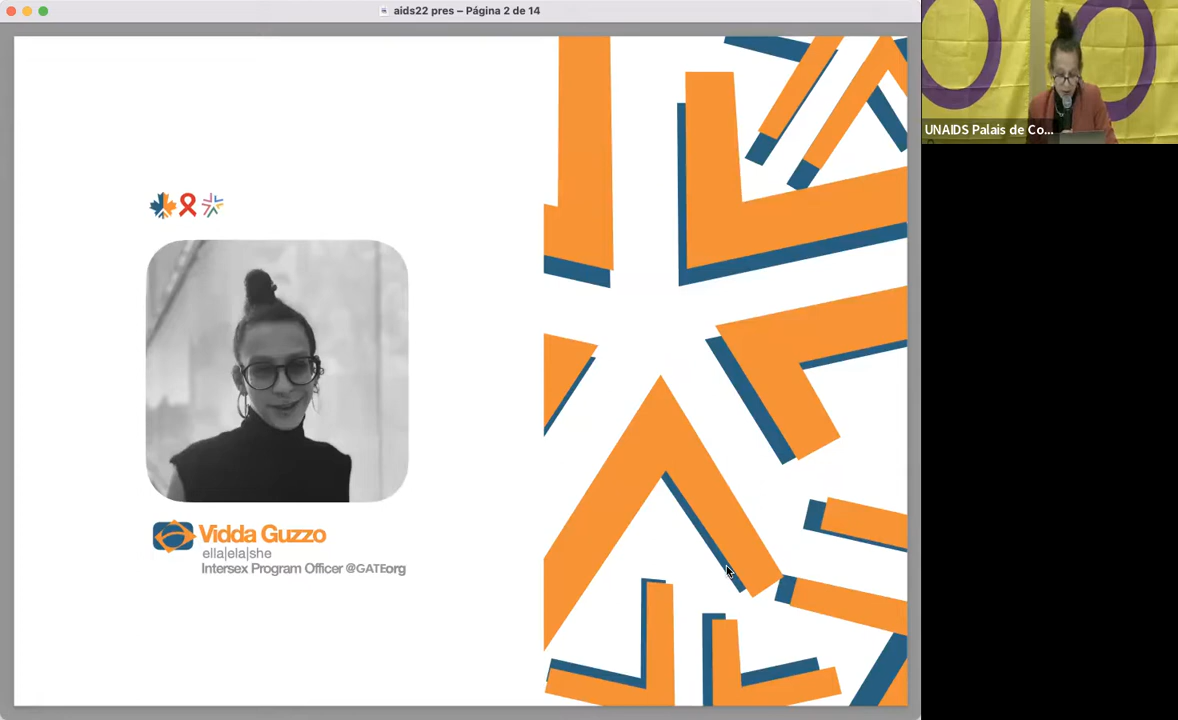 aids22 pres – Página 2 de 14
UNAIDS Palais de Co...
Vidda Guzzo
ella|ela|she
Intersex Program Officer @GATEorg